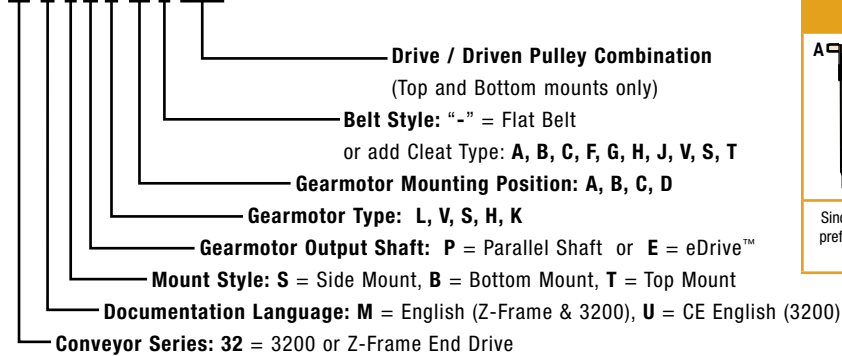 Drive / Driven Pulley Combination
(Top and Bottom mounts only)
Belt Style: “-” = Flat Belt
or add Cleat Type: A, B, C, F, G, H, J, V, S, T
Gearmotor Mounting Position: A, B, C, D
Gearmotor Type: L, V, S, H, K
Gearmotor Output Shaft: P = Parallel Shaft or E = eDrive™
Mount Style: S = Side Mount, B = Bottom Mount, T = Top Mount
Documentation Language: M = English (Z-Frame & 3200), U = CE English (3200)
Conveyor Series: 32 = 3200 or Z-Frame End Drive
A